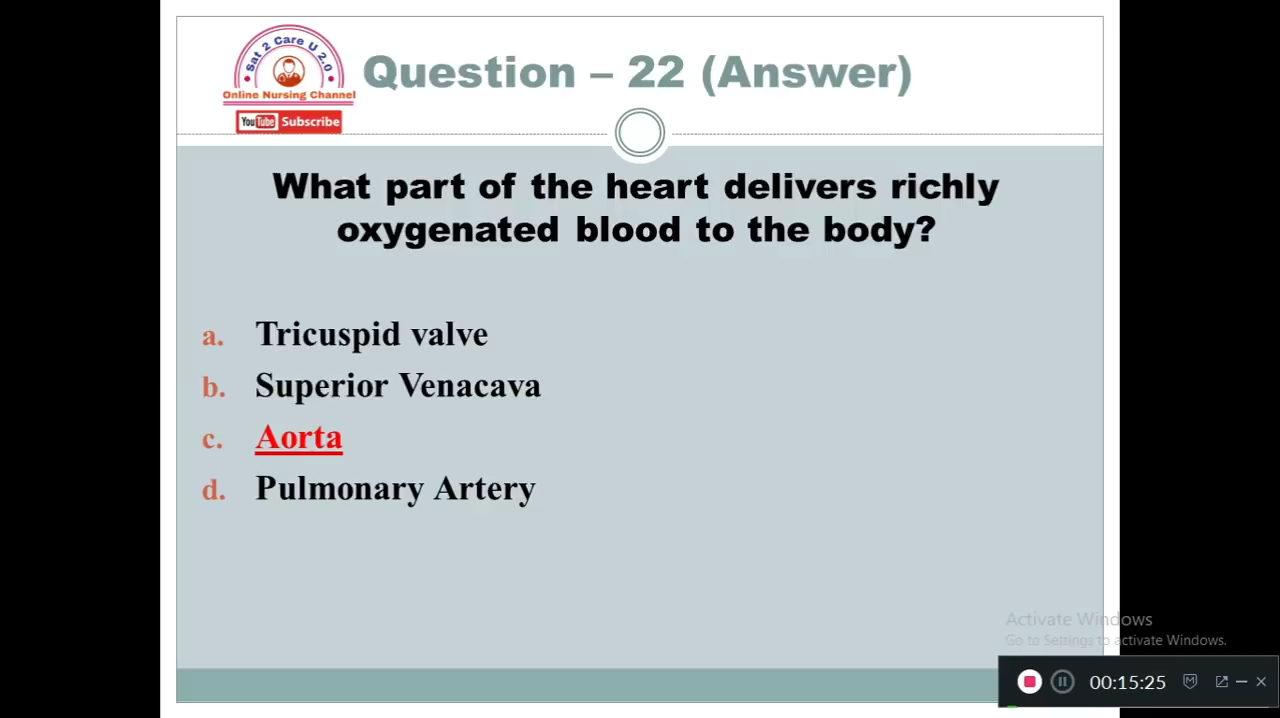 Sat 2 Care U 2.0
Online Nursing Channel
YouTube Subscribe
Question – 22 (Answer)
What part of the heart delivers richly
oxygenated blood to the body?
a. Tricuspid valve
b. Superior Venacava
c. Aorta
d. Pulmonary Artery
Activate Windows
Go to Settings to activate Windows.
00:15:25